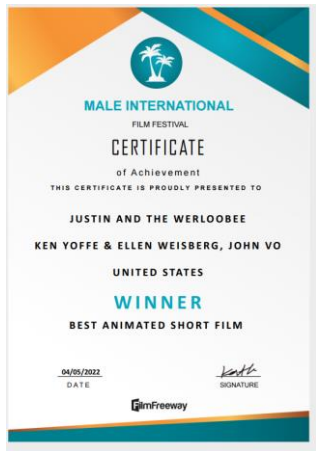 MALE INTERNATIONAL
FILM FESTIVAL
CERTIFICATE
of Achievement
THIS CERTIFICATE IS PROUDLY PRESENTED TO
JUSTIN AND THE WERLOOBEE
KEN YOFFE & ELLEN WEISBERG, JOHN VO
UNITED STATES
WINNER
BEST ANIMATED SHORT FILM
04/05/2022
DATE
SIGNATURE
FilmFreeway